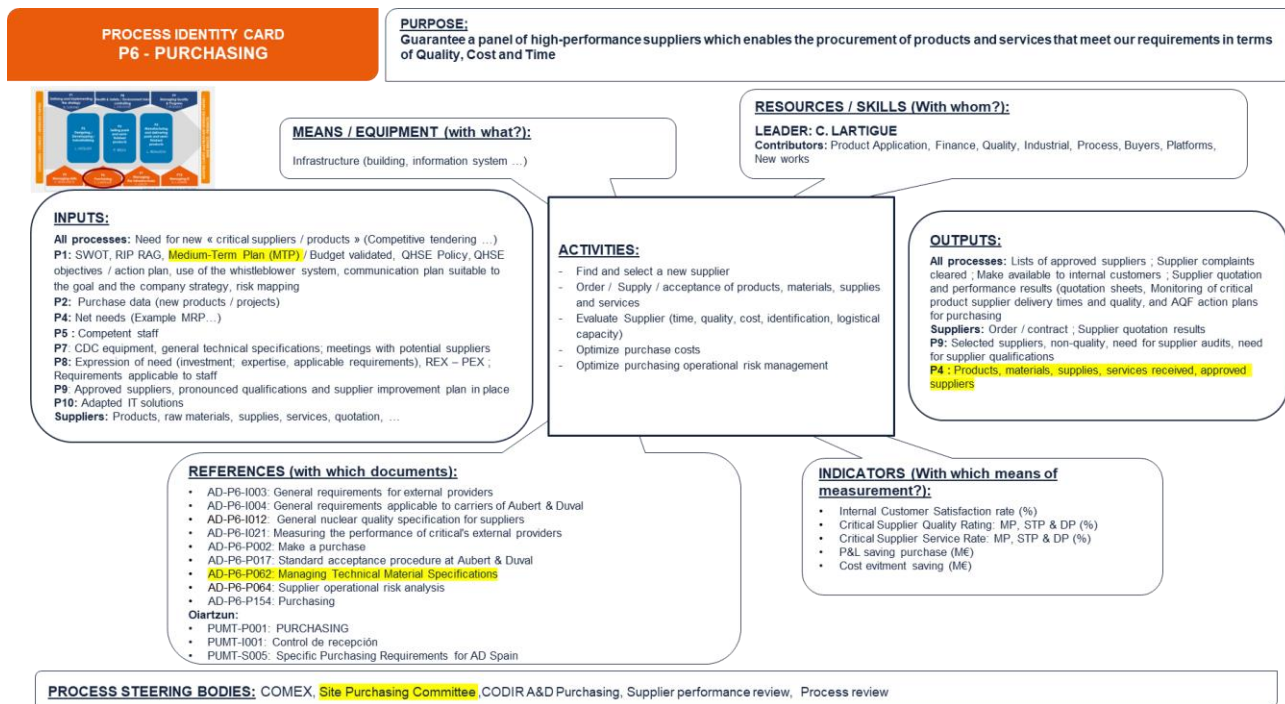 PROCESS IDENTITY CARD
P6 - PURCHASING
PURPOSE:
Guarantee a panel of high-performance suppliers which enables the procurement of products and services that meet our requirements in terms
of Quality, Cost and Time
MEANS / EQUIPMENT (with what?):
Infrastructure (building, information system …)
RESOURCES / SKILLS (With whom?):
LEADER: C. LARTIGUE
Contributors: Product Application, Finance, Quality, Industrial, Process, Buyers, Platforms,
New works
INPUTS:
All processes: Need for new « critical suppliers / products » (Competitive tendering …)
P1: SWOT, RIP RAG, Medium-Term Plan (MTP) / Budget validated, QHSE Policy, QHSE
objectives / action plan, use of the whistleblower system, communication plan suitable to
the goal and the company strategy, risk mapping
P2: Purchase data (new products / projects)
P4: Net needs (Example MRP…)
P5 : Competent staff
P7: CDC equipment, general technical specifications; meetings with potential suppliers
P8: Expression of need (investment; expertise, applicable requirements), REX – PEX ;
Requirements applicable to staff
P9: Approved suppliers, pronounced qualifications and supplier improvement plan in place
P10: Adapted IT solutions
Suppliers: Products, raw materials, supplies, services, quotation, …
ACTIVITIES:
- Find and select a new supplier
- Order / Supply / acceptance of products, materials, supplies
and services
- Evaluate Supplier (time, quality, cost, identification, logistical
capacity)
- Optimize purchase costs
- Optimize purchasing operational risk management
OUTPUTS:
All processes: Lists of approved suppliers ; Supplier complaints
cleared ; Make available to internal customers ; Supplier quotation
and performance results (quotation sheets, Monitoring of critical
product supplier delivery times and quality, and AQF action plans
for purchasing
Suppliers: Order / contract ; Supplier quotation results
P9: Selected suppliers, non-quality, need for supplier audits, need
for supplier qualifications
P4 : Products, materials, supplies, services received, approved
suppliers
REFERENCES (with which documents):
• AD-P6-I003: General requirements for external providers
• AD-P6-I004: General requirements applicable to carriers of Aubert & Duval
• AD-P6-I012: General nuclear quality specification for suppliers
• AD-P6-I021: Measuring the performance of critical's external providers
• AD-P6-P002: Make a purchase
• AD-P6-P017: Standard acceptance procedure at Aubert & Duval
• AD-P6-P062: Managing Technical Material Specifications
• AD-P6-P064: Supplier operational risk analysis
• AD-P6-P154: Purchasing
Oiartzun:
• PUMT-P001: PURCHASING
• PUMT-I001: Control de recepción
• PUMT-S005: Specific Purchasing Requirements for AD Spain
INDICATORS (With which means of
measurement?):
• Internal Customer Satisfaction rate (%)
• Critical Supplier Quality Rating: MP, STP & DP (%)
• Critical Supplier Service Rate: MP, STP & DP (%)
• P&L saving purchase (M€)
• Cost evitment saving (M€)
PROCESS STEERING BODIES: COMEX, Site Purchasing Committee ,CODIR A&D Purchasing, Supplier performance review, Process review